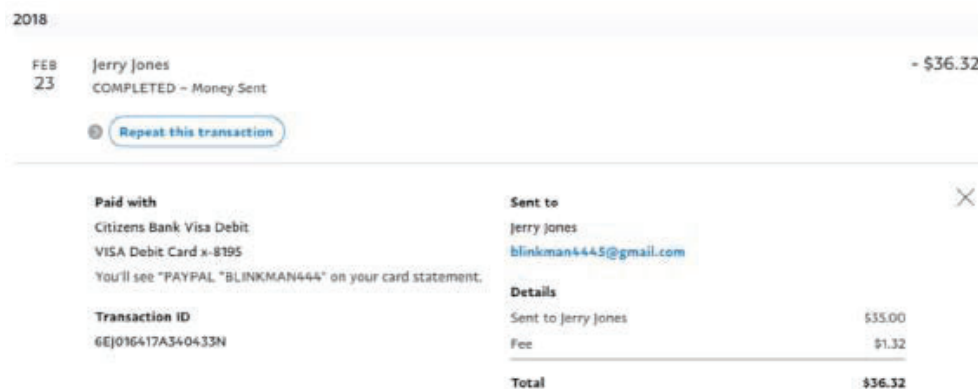 2018
FEB
23
Jerry Jones
COMPLETED – Money Sent
- $36.32
Repeat this transaction
Paid with
Citizens Bank Visa Debit
VISA Debit Card x-8195
You'll see "PAYPAL *BLINKMAN444" on your card statement.
Transaction ID
6EJ016417A340433N
Sent to
Jerry Jones
blinkman4445@gmail.com
Details
Sent to Jerry Jones $35.00
Fee $1.32
Total $36.32